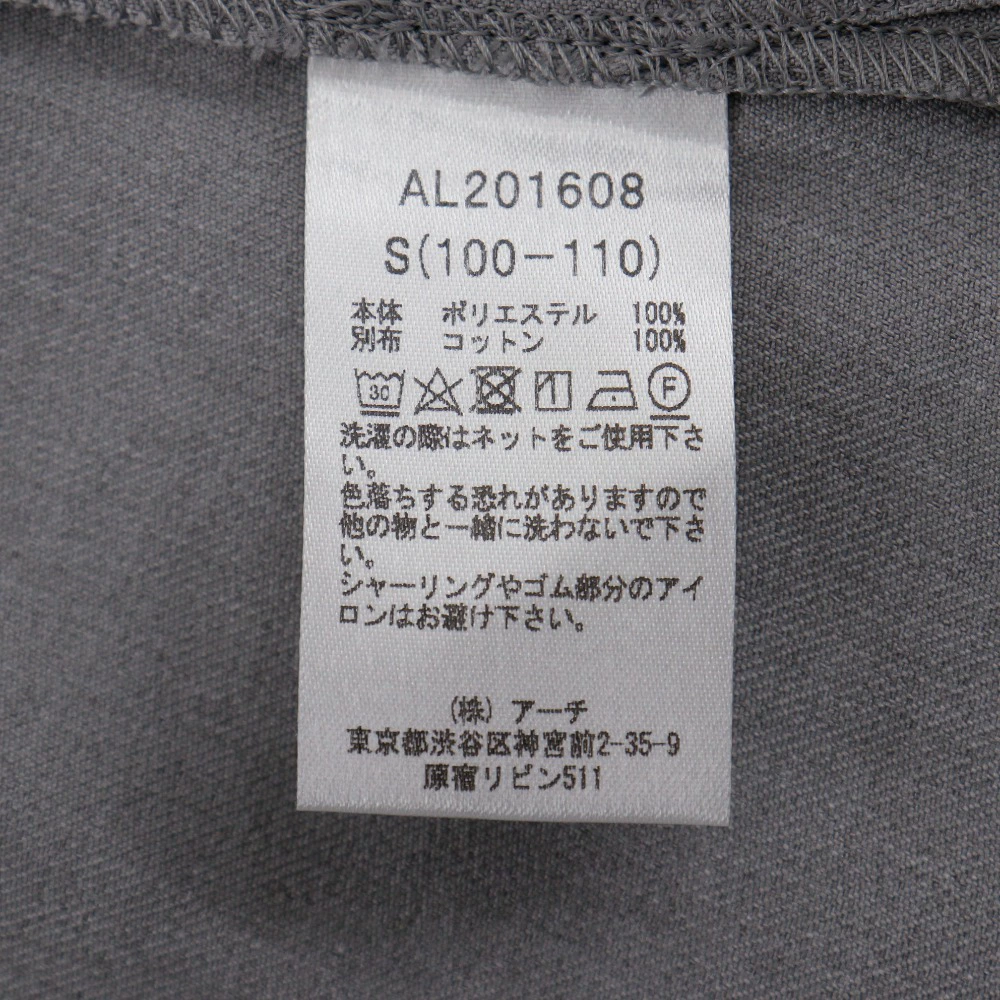 AL201608
S(100-110)
本体 ポリエステル 100%
別布 コットン 100%
30 F
洗濯の際はネットをご使用下さ
い。
色落ちする恐れがありますので
他の物と一緒に洗わないで下さ
い。
シャーリングやゴム部分のアイ
ロンはお避け下さい。
(株) アーチ
東京都渋谷区神宮前2-35-9
原宿リビン511